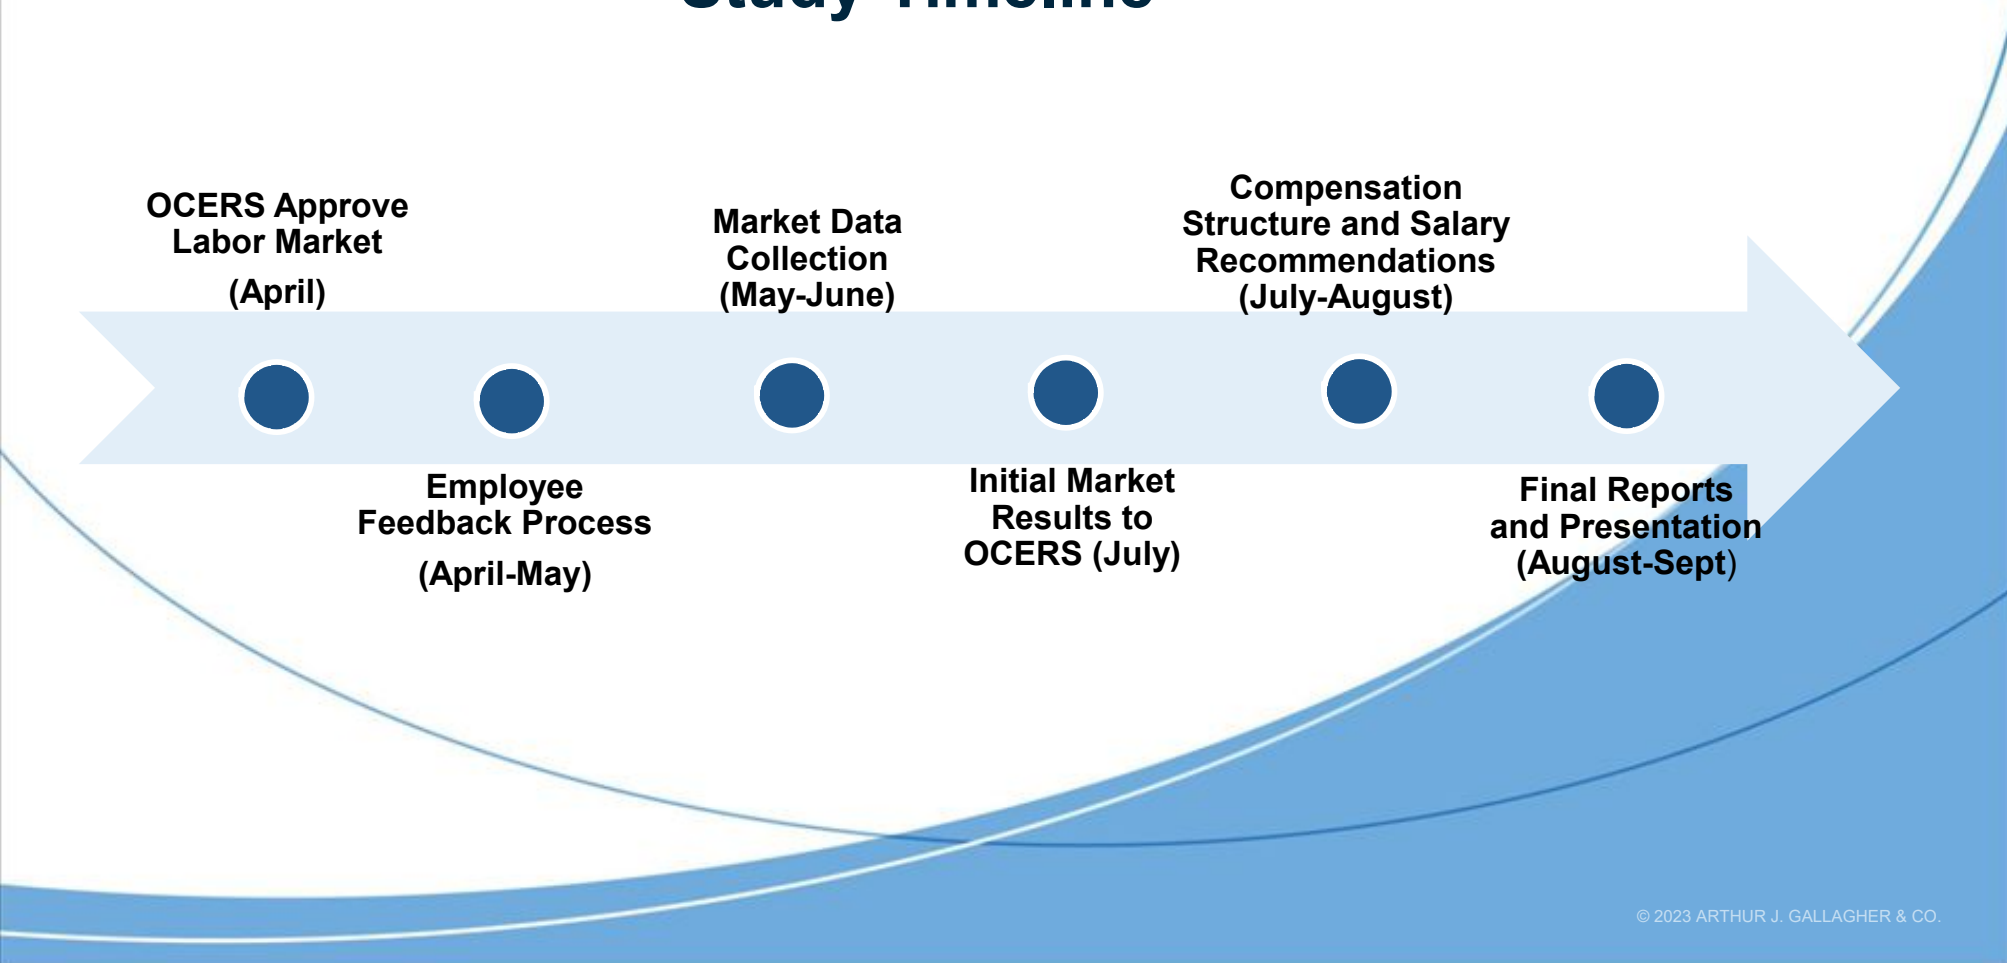 Study Timeline
OCERS Approve
Labor Market
(April)
Employee
Feedback Process
(April-May)
Market Data
Collection
(May-June)
Initial Market
Results to
OCERS (July)
Compensation
Structure and Salary
Recommendations
(July-August)
Final Reports
and Presentation
(August-Sept)
© 2023 ARTHUR J. GALLAGHER & CO.